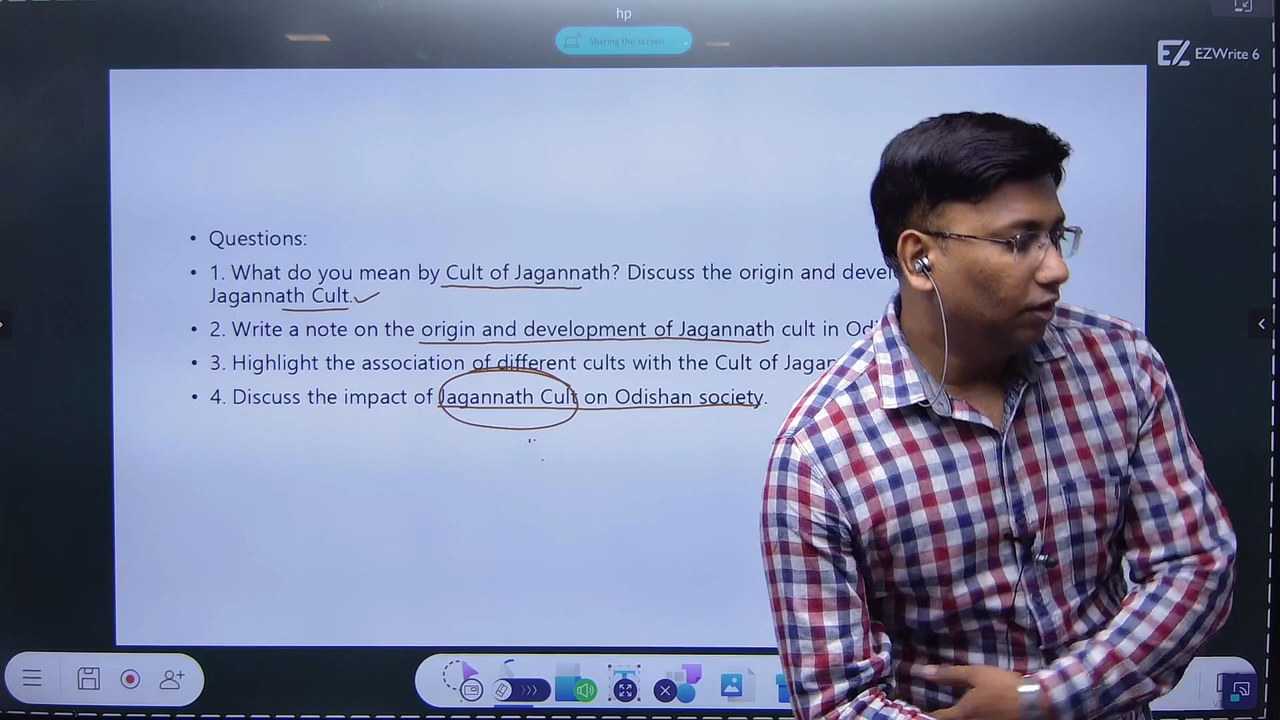 hp
Sharing the screen
EZWrite 6
• Questions:
• 1. What do you mean by Cult of Jagannath? Discuss the origin and devel
Jagannath Cult.
• 2. Write a note on the origin and development of Jagannath cult in Od
• 3. Highlight the association of different cults with the Cult of Jagan
• 4. Discuss the impact of Jagannath Cult on Odishan society.